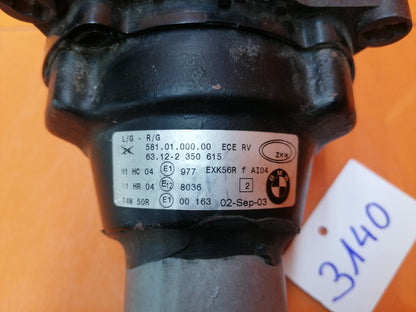 L/G - R/G
581.01.000.00 ECE RV
ZKW
63.12-2 350 615
H1 HC 04 E1 977 EXK56R f AI04
H1 HR 04 E12 8036 2
T4W 50R E1 00 163 02-Sep-03
BMW
3140